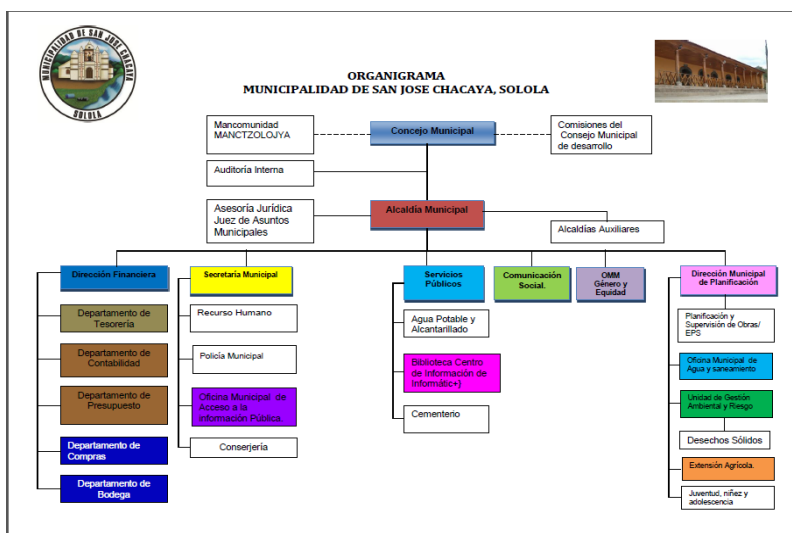 MUNICIPALIDAD DE SAN JOSE CHACAYA
SOLOLA
ORGANIGRAMA
MUNICIPALIDAD DE SAN JOSE CHACAYA, SOLOLA
Mancomunidad
MANCTZOLOJYA
Concejo Municipal
Comisiones del
Consejo Municipal
de desarrollo
Auditoría Interna
Asesoría Jurídica
Juez de Asuntos
Municipales
Alcaldía Municipal
Alcaldías Auxiliares
Dirección Financiera
Secretaría Municipal
Servicios
Públicos
Comunicación
Social.
OMM
Género y
Equidad
Dirección Municipal
de Planificación
Departamento de
Tesorería
Departamento de
Contabilidad
Departamento de
Presupuesto
Departamento de
Compras
Departamento de
Bodega
Recurso Humano
Policía Municipal
Oficina Municipal de
Acceso a la
información Pública.
Conserjería
Agua Potable y
Alcantarillado
Biblioteca Centro
de Información de
Informátic+}
Cementerio
Planificación y
Supervisión de Obras/
EPS
Oficina Municipal de
Agua y saneamiento
Unidad de Gestión
Ambiental y Riesgo
Desechos Sólidos
Extensión Agrícola.
Juventud, niñez y
adolescencia